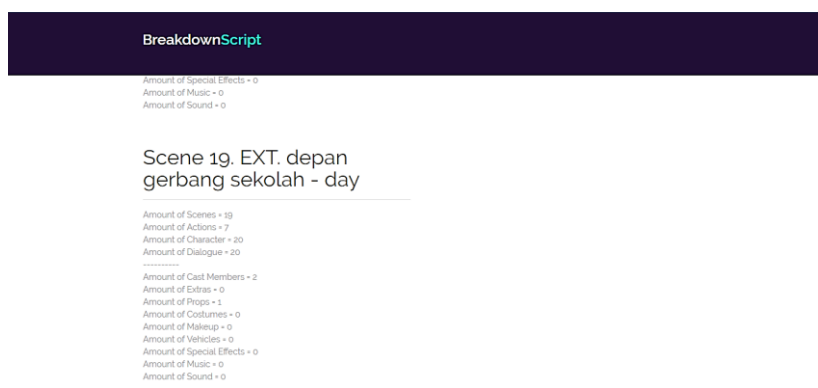 BreakdownScript
Amount of Special Effects = 0
Amount of Music = 0
Amount of Sound = 0
Scene 19. EXT. depan
gerbang sekolah - day
Amount of Scenes = 19
Amount of Actions = 7
Amount of Character = 20
Amount of Dialogue = 20
----------
Amount of Cast Members = 2
Amount of Extras = 0
Amount of Props = 1
Amount of Costumes = 0
Amount of Makeup = 0
Amount of Vehicles = 0
Amount of Special Effects = 0
Amount of Music = 0
Amount of Sound = 0